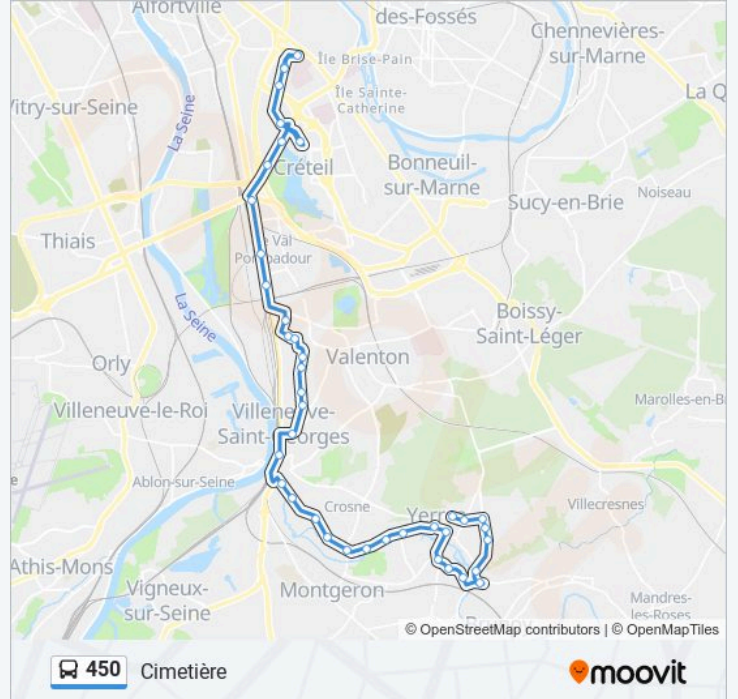 Alfortville
des-Fossés
Chennevières-
sur-Marne
Île Brise-Pain
La Q
Île Sainte-
Catherine
Vitry-sur-Seine
La Seine
Bonneuil-
sur-Marne
Créteil
Noiseau
Sucy-en-Brie
Thiais
Val
Pompadour
La Seine
Boissy-
Saint-Léger
Orly
Valenton
Marolles-en-B
Villeneuve-le-Roi
Villeneuve-
Saint-Georges
Ablon-sur-Seine
Crosne
Yerres
Villecresnes
Athis-Mons
Vigneux-
sur-Seine
Montgeron
Mandres-
les-Roses
© OpenStreetMap contributors | © OpenMapTiles
450 Cimetière
moovit